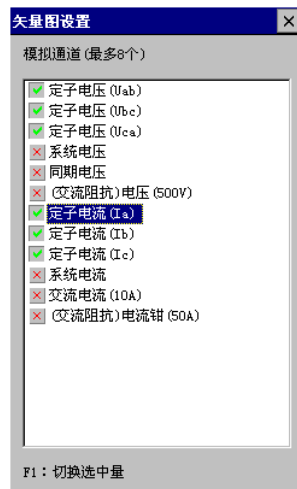 矢量图设置
模拟通道(最多8个)
定子电压(Uab)
定子电压(Ubc)
定子电压(Uca)
系统电压
同期电压
(交流阻抗)电压(500V)
定子电流(Ia)
定子电流(Ib)
定子电流(Ic)
系统电流
交流电流(10A)
(交流阻抗)电流钳(50A)
F1：切换选中量